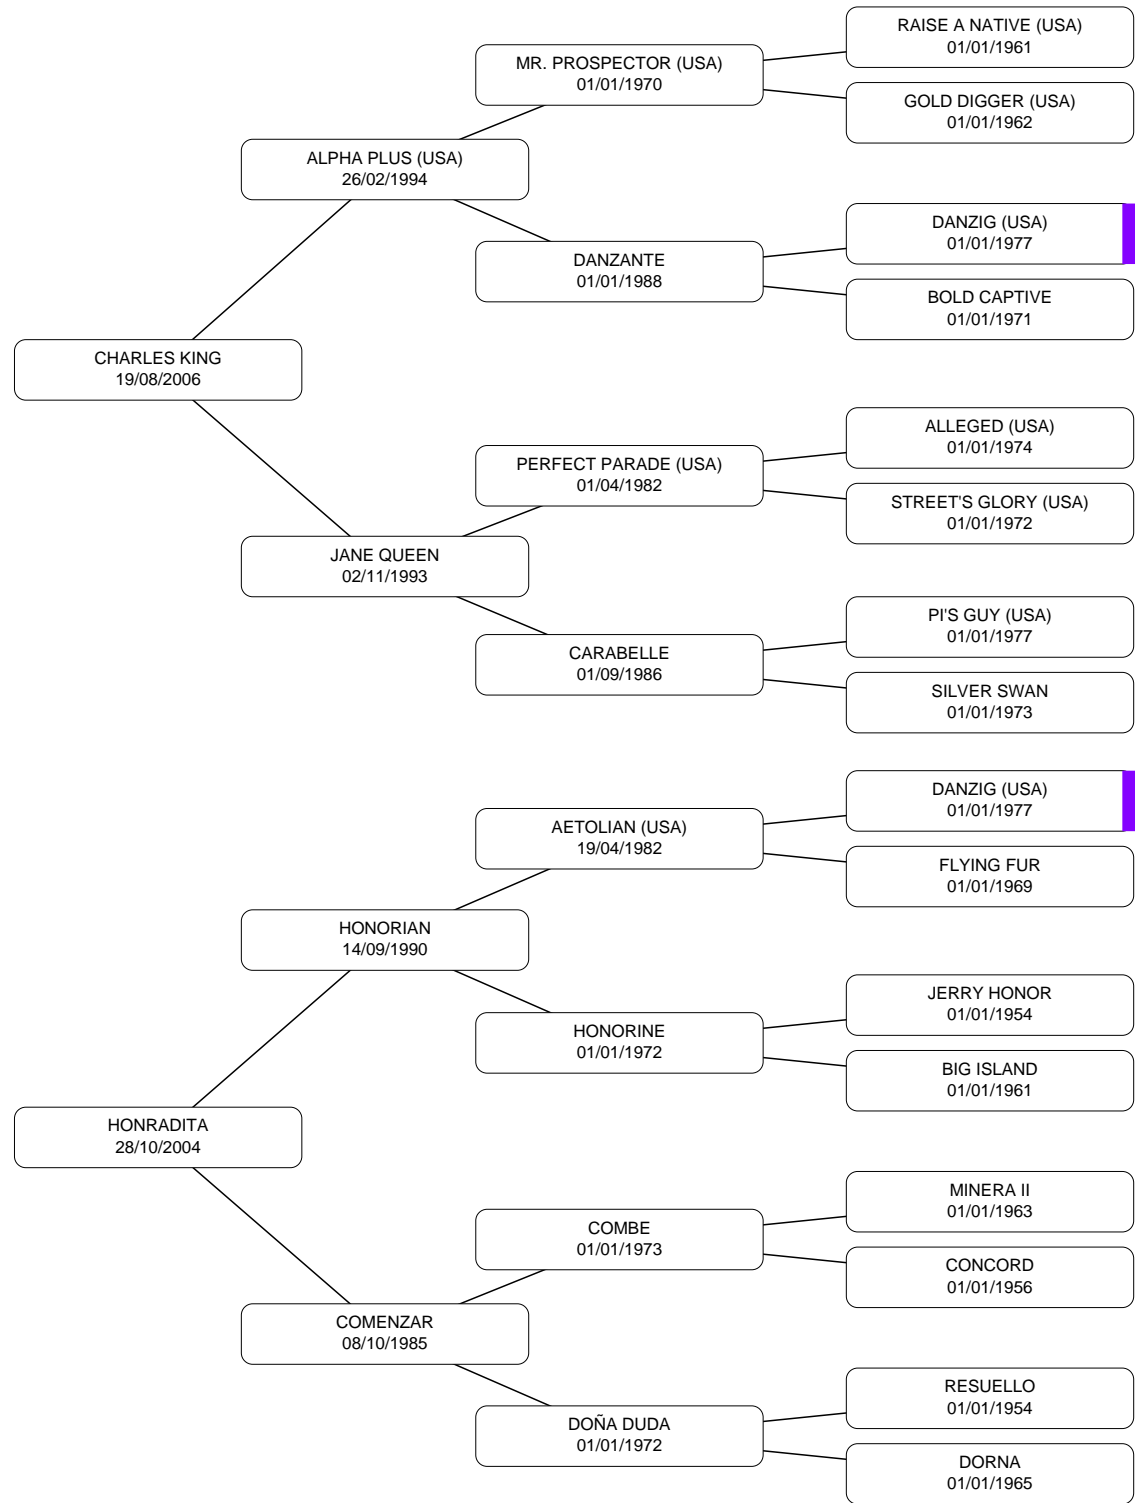 RAISE A NATIVE (USA)
01/01/1961
MR. PROSPECTOR (USA)
01/01/1970
GOLD DIGGER (USA)
01/01/1962
ALPHA PLUS (USA)
26/02/1994
DANZIG (USA)
01/01/1977
DANZANTE
01/01/1988
BOLD CAPTIVE
01/01/1971
CHARLES KING
19/08/2006
ALLEGED (USA)
01/01/1974
PERFECT PARADE (USA)
01/04/1982
STREET'S GLORY (USA)
01/01/1972
JANE QUEEN
02/11/1993
PI'S GUY (USA)
01/01/1977
CARABELLE
01/09/1986
SILVER SWAN
01/01/1973
DANZIG (USA)
01/01/1977
AETOLIAN (USA)
19/04/1982
FLYING FUR
01/01/1969
HONORIAN
14/09/1990
JERRY HONOR
01/01/1954
HONORINE
01/01/1972
BIG ISLAND
01/01/1961
HONRADITA
28/10/2004
MINERA II
01/01/1963
COMBE
01/01/1973
CONCORD
01/01/1956
COMENZAR
08/10/1985
RESUELLO
01/01/1954
DOÑA DUDA
01/01/1972
DORNA
01/01/1965